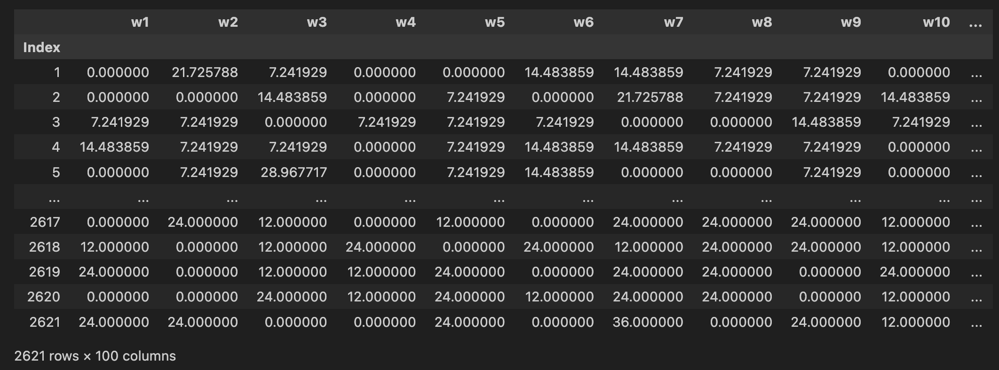 w1 w2 w3 w4 w5 w6 w7 w8 w9 w10 ...
Index
1 0.000000 21.725788 7.241929 0.000000 0.000000 14.483859 14.483859 7.241929 7.241929 0.000000 ...
2 0.000000 0.000000 14.483859 0.000000 7.241929 0.000000 21.725788 7.241929 7.241929 14.483859 ...
3 7.241929 7.241929 0.000000 7.241929 7.241929 7.241929 0.000000 0.000000 14.483859 7.241929 ...
4 14.483859 7.241929 7.241929 0.000000 7.241929 14.483859 14.483859 7.241929 7.241929 0.000000 ...
5 0.000000 7.241929 28.967717 0.000000 7.241929 14.483859 0.000000 0.000000 7.241929 0.000000 ...
... ... ... ... ... ... ... ... ... ... ... ...
2617 0.000000 24.000000 12.000000 0.000000 12.000000 0.000000 24.000000 24.000000 24.000000 12.000000 ...
2618 12.000000 0.000000 12.000000 24.000000 0.000000 24.000000 12.000000 24.000000 24.000000 12.000000 ...
2619 24.000000 0.000000 12.000000 12.000000 24.000000 0.000000 24.000000 24.000000 0.000000 24.000000 ...
2620 0.000000 0.000000 24.000000 12.000000 24.000000 12.000000 24.000000 24.000000 0.000000 12.000000 ...
2621 24.000000 24.000000 0.000000 0.000000 24.000000 0.000000 36.000000 0.000000 24.000000 12.000000 ...
2621 rows × 100 columns